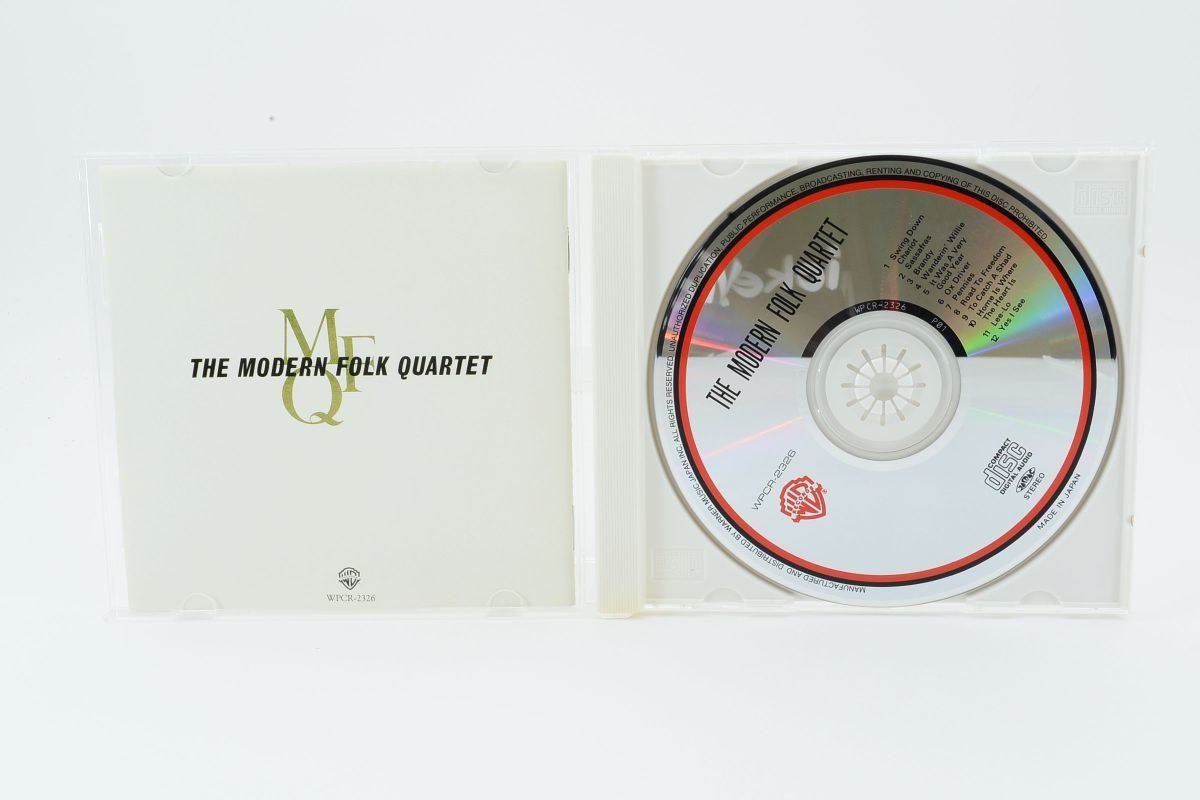 MFQ
THE MODERN FOLK QUARTET
WPCR-2326
THE MODERN FOLK QUARTET
1 Swing Down
Chariot
2 Sassafras
3 Brandy
4 Wanderin' Willie
5 It Was A Very
Good Year
6 Ox Driver
7 Pennies
8 Road To Freedom
9 To Catch A Shad
10 Home Is Where
The Heart Is
11 Lee-Lo
12 Yes I See
WPCR-2326 P01
WPCR-2326
COMPACT
disc
DIGITAL AUDIO
STEREO
MADE IN JAPAN
MANUFACTURED AND DISTRIBUTED BY WARNER MUSIC JAPAN INC. ALL RIGHTS RESERVED. UNAUTHORIZED DUPLICATION, PUBLIC PERFORMANCE, BROADCASTING, RENTING AND COPYING OF THIS DISC PROHIBITED